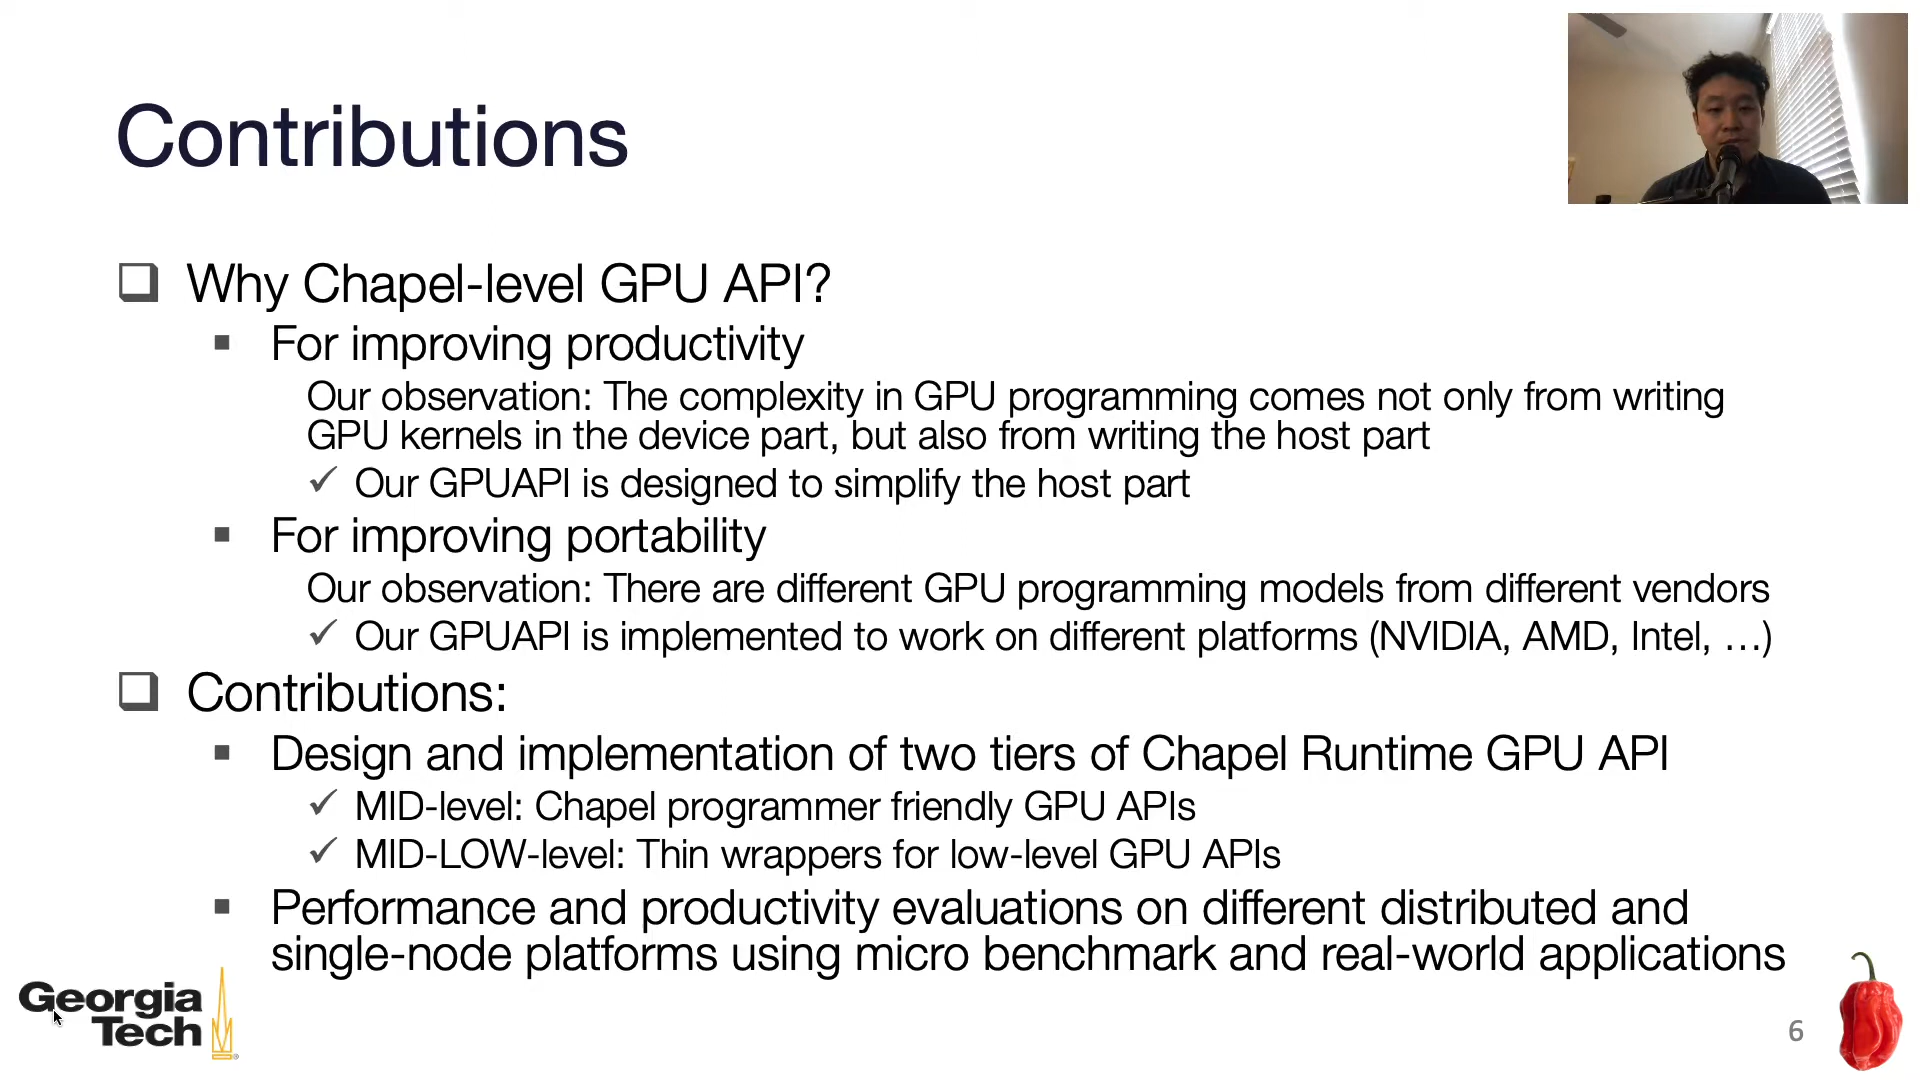 Contributions
❑ Why Chapel-level GPU API?
▪ For improving productivity
Our observation: The complexity in GPU programming comes not only from writing
GPU kernels in the device part, but also from writing the host part
✓ Our GPUAPI is designed to simplify the host part
▪ For improving portability
Our observation: There are different GPU programming models from different vendors
✓ Our GPUAPI is implemented to work on different platforms (NVIDIA, AMD, Intel, …)
❑ Contributions:
▪ Design and implementation of two tiers of Chapel Runtime GPU API
✓ MID-level: Chapel programmer friendly GPU APIs
✓ MID-LOW-level: Thin wrappers for low-level GPU APIs
▪ Performance and productivity evaluations on different distributed and
single-node platforms using micro benchmark and real-world applications
Georgia
Tech
6